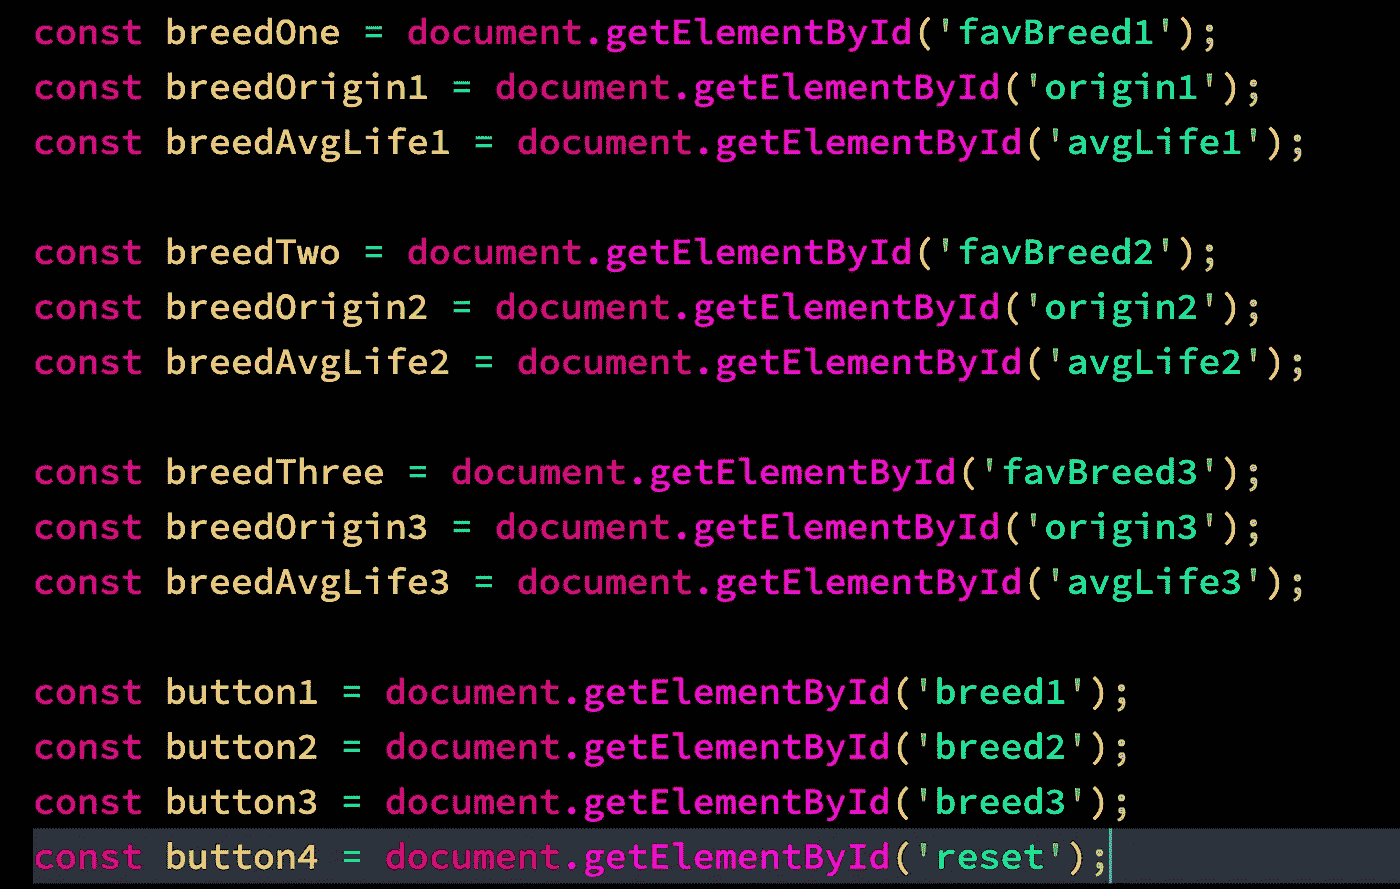 const breedOne = document.getElementById('favBreed1');
const breedOrigin1 = document.getElementById('origin1');
const breedAvgLife1 = document.getElementById('avgLife1');
const breedTwo = document.getElementById('favBreed2');
const breedOrigin2 = document.getElementById('origin2');
const breedAvgLife2 = document.getElementById('avgLife2');
const breedThree = document.getElementById('favBreed3');
const breedOrigin3 = document.getElementById('origin3');
const breedAvgLife3 = document.getElementById('avgLife3');
const button1 = document.getElementById('breed1');
const button2 = document.getElementById('breed2');
const button3 = document.getElementById('breed3');
const button4 = document.getElementById('reset');